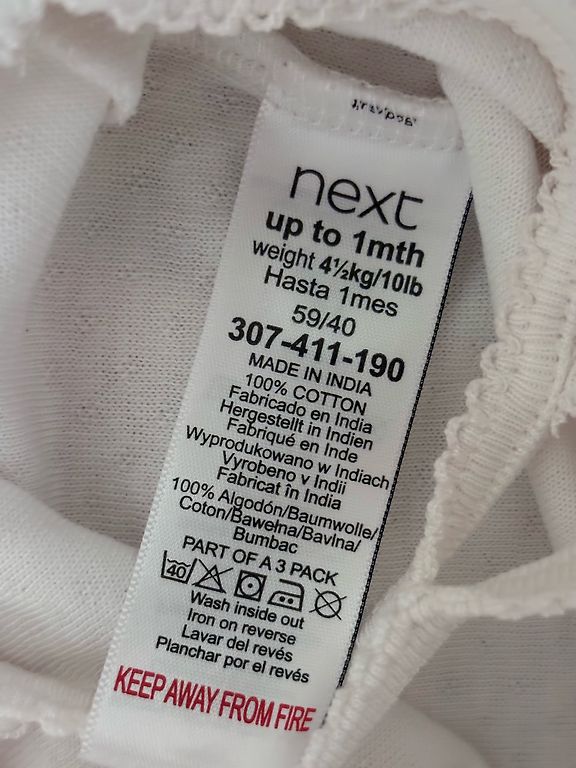 next
up to 1mth
weight 4½kg/10lb
Hasta 1mes
59/40
307-411-190
MADE IN INDIA
100% COTTON
Fabricado en India
Hergestellt in Indien
Fabriqué en Inde
Wyprodukowano w Indiach
Vyrobeno v Indii
Fabricat în India
100% Algodón/Baumwolle/
Coton/Bawełna/Bavlna/
Bumbac
PART OF A 3 PACK
40
Wash inside out
Iron on reverse
Lavar del revés
Planchar por el revés
KEEP AWAY FROM FIRE